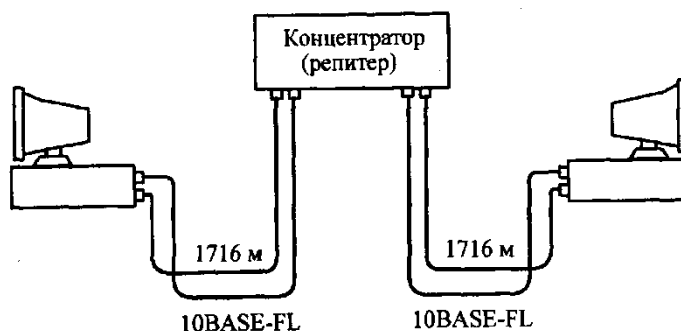 Концентратор
(репитер)
1716 м
1716 м
10BASE-FL
10BASE-FL